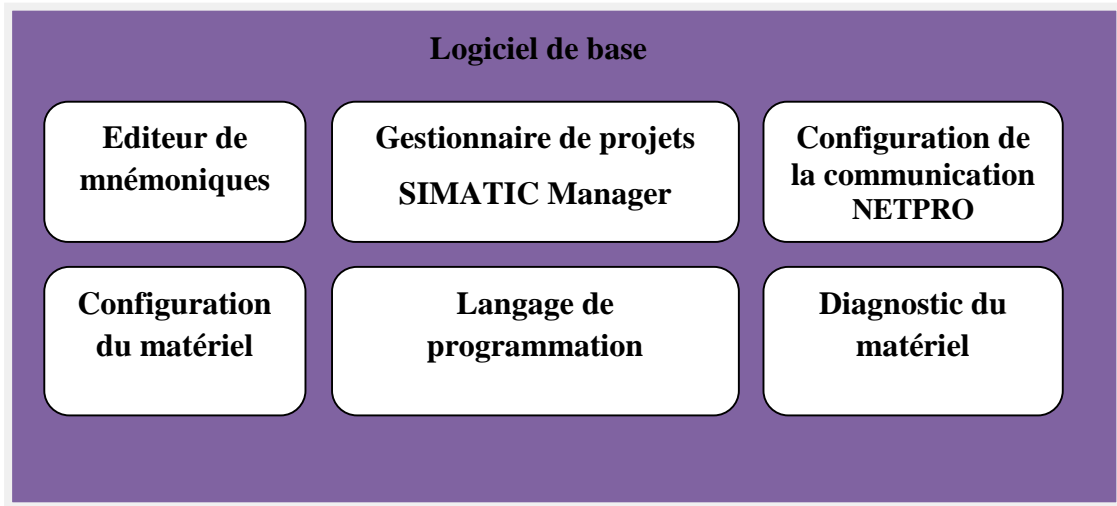 Logiciel de base
Editeur de
mnémoniques
Gestionnaire de projets
SIMATIC Manager
Configuration de
la communication
NETPRO
Configuration
du matériel
Langage de
programmation
Diagnostic du
matériel